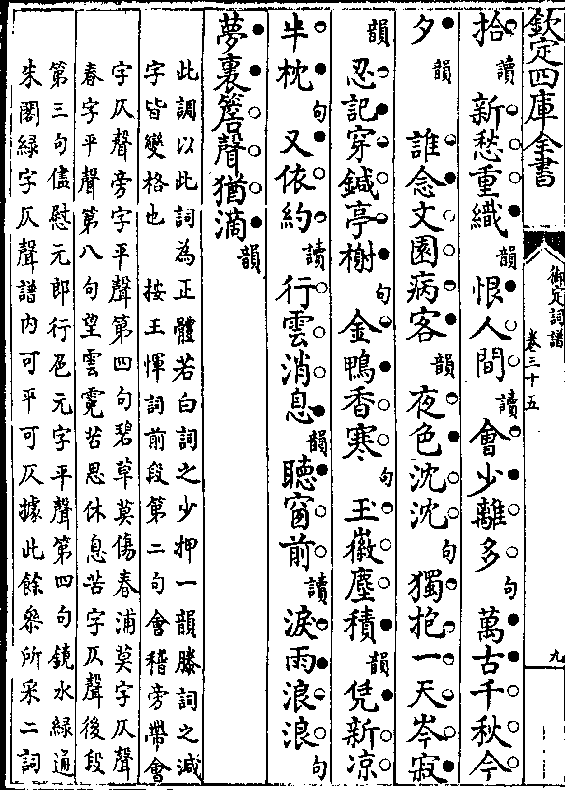 欽定四庫全書
御定詞譜
卷三十五
九
拾讀新愁重織韻恨人間讀會少離多句萬古千秋今
夕韻誰念文園病客韻夜色沈沈句獨抱一天岑寂
韻忍記穿鍼亭榭句金鴨香寒句玉徽塵積韻凭新凉
半枕句又依約讀行雲消息韻聽窗前讀淚雨浪浪句
夢裏簷聲猶滴韻
此調以此詞為正體若白詞之少押一韻滕詞之減
字皆變格也 按王惲詞前段第二句會稽旁帶會
字仄聲旁字平聲第四句碧草莫傷春浦莫字仄聲
春字平聲第八句望雲霓苦思休息苦字仄聲後段
第三句儘慰元郎行色元字平聲第四句鏡水綠通
朱閣綠字仄聲譜内可平可仄據此餘叅所采二詞